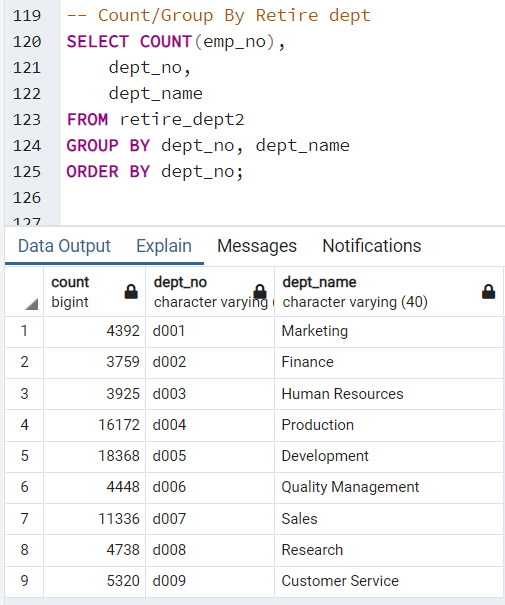 119 -- Count/Group By Retire dept
120 SELECT COUNT(emp_no),
121 dept_no,
122 dept_name
123 FROM retire_dept2
124 GROUP BY dept_no, dept_name
125 ORDER BY dept_no;
126
127
Data Output Explain Messages Notifications
count dept_no dept_name
bigint character varying ( character varying (40)
1 4392 d001 Marketing
2 3759 d002 Finance
3 3925 d003 Human Resources
4 16172 d004 Production
5 18368 d005 Development
6 4448 d006 Quality Management
7 11336 d007 Sales
8 4738 d008 Research
9 5320 d009 Customer Service